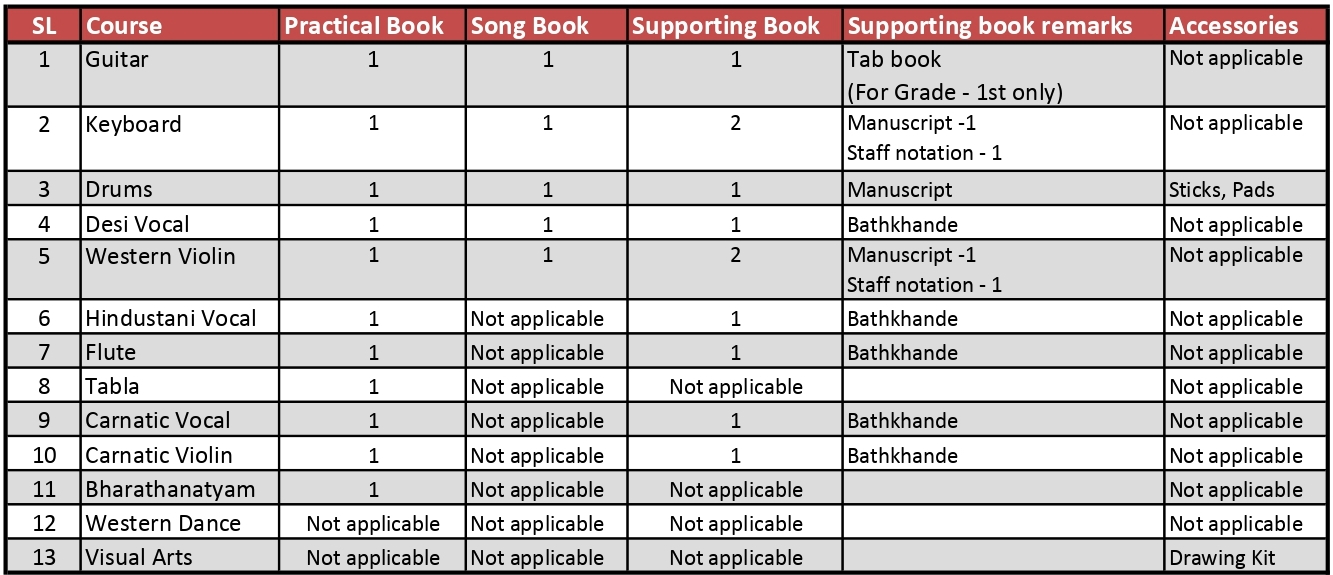 SL Course Practical Book Song Book Supporting Book Supporting book remarks Accessories
1 Guitar 1 1 1 Tab book Not applicable
(For Grade - 1st only)
2 Keyboard 1 1 2 Manuscript -1 Not applicable
Staff notation - 1
3 Drums 1 1 1 Manuscript Sticks, Pads
4 Desi Vocal 1 1 1 Bathkhande Not applicable
5 Western Violin 1 1 2 Manuscript -1 Not applicable
Staff notation - 1
6 Hindustani Vocal 1 Not applicable 1 Bathkhande Not applicable
7 Flute 1 Not applicable 1 Bathkhande Not applicable
8 Tabla 1 Not applicable Not applicable Not applicable
9 Carnatic Vocal 1 Not applicable 1 Bathkhande Not applicable
10 Carnatic Violin 1 Not applicable 1 Bathkhande Not applicable
11 Bharathanatyam 1 Not applicable Not applicable Not applicable
12 Western Dance Not applicable Not applicable Not applicable Not applicable
13 Visual Arts Not applicable Not applicable Not applicable Drawing Kit